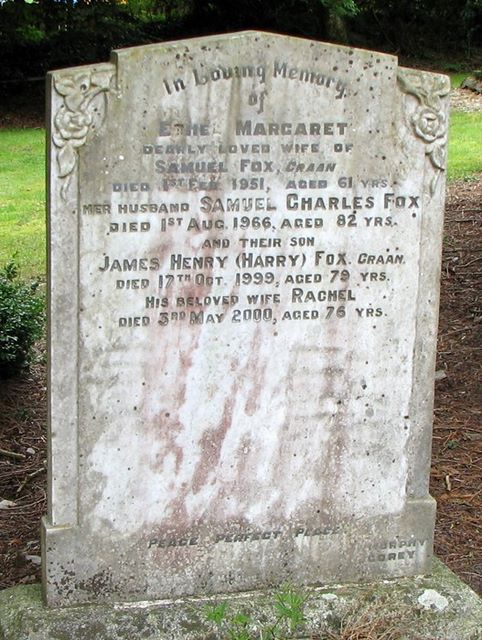 In Loving Memory
of
ETHEL MARGARET
DEARLY LOVED WIFE OF
SAMUEL FOX, CRAAN
DIED 1ST FEB. 1951, AGED 61 YRS.
HER HUSBAND SAMUEL CHARLES FOX
DIED 1ST AUG. 1966, AGED 82 YRS.
AND THEIR SON
JAMES HENRY (HARRY) FOX. CRAAN.
DIED 17TH OCT. 1999, AGED 79 YRS.
HIS BELOVED WIFE RACHEL
DIED 3RD MAY 2000, AGED 76 YRS.
PEACE PERFECT PEACE
GOREY